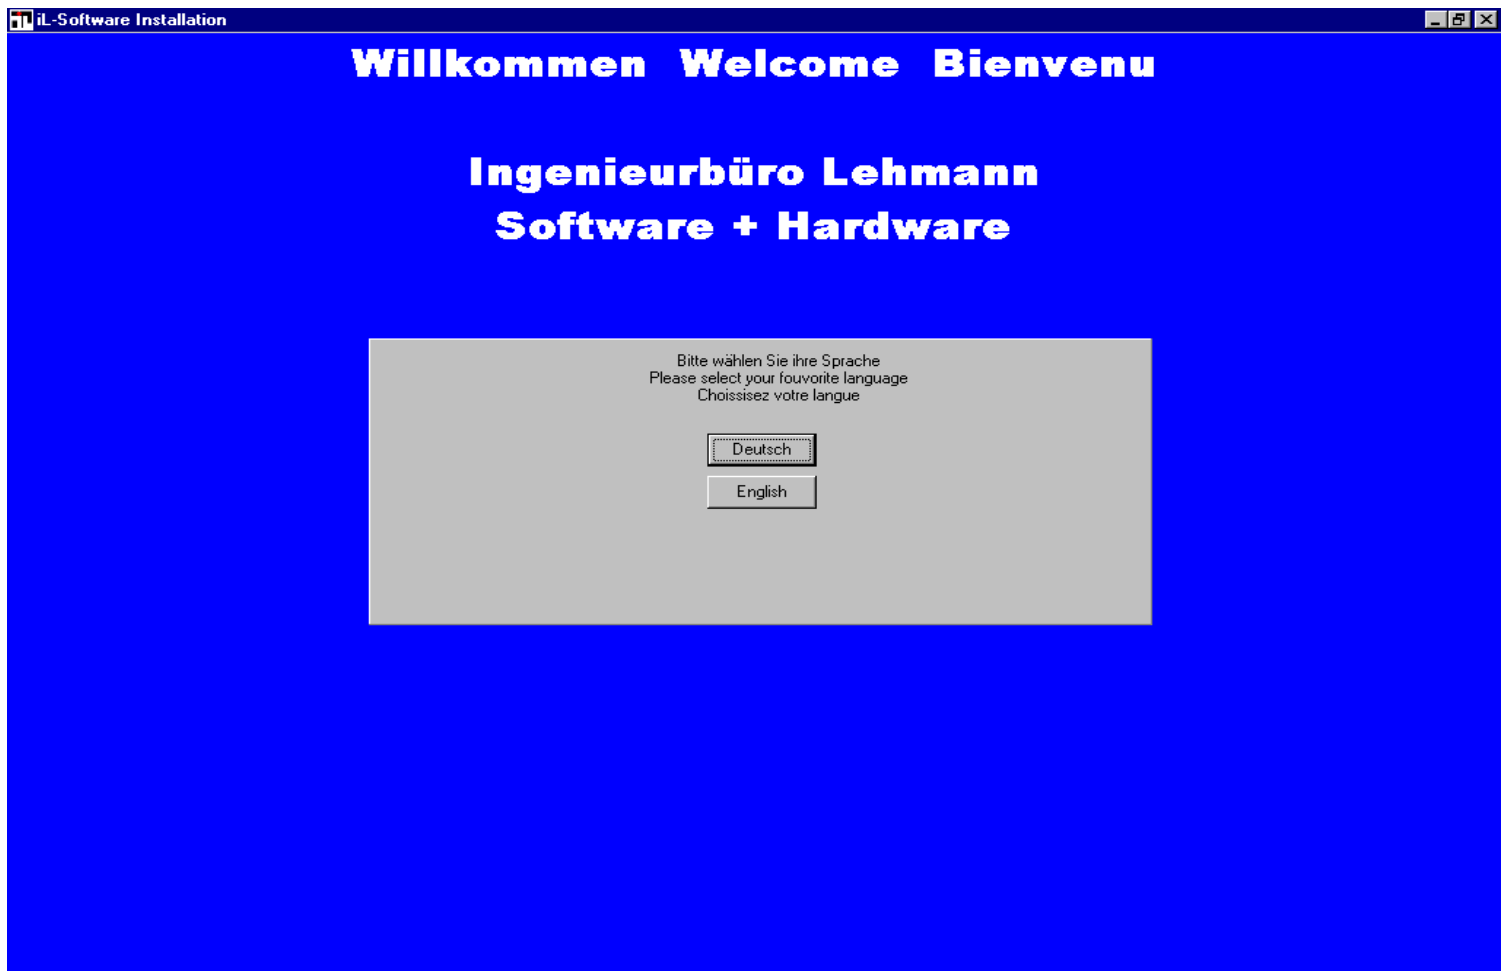 iL-Software Installation
Willkommen Welcome Bienvenu
Ingenieurbüro Lehmann
Software + Hardware
Bitte wählen Sie ihre Sprache
Please select your fouvorite language
Choissisez votre langue
Deutsch
English